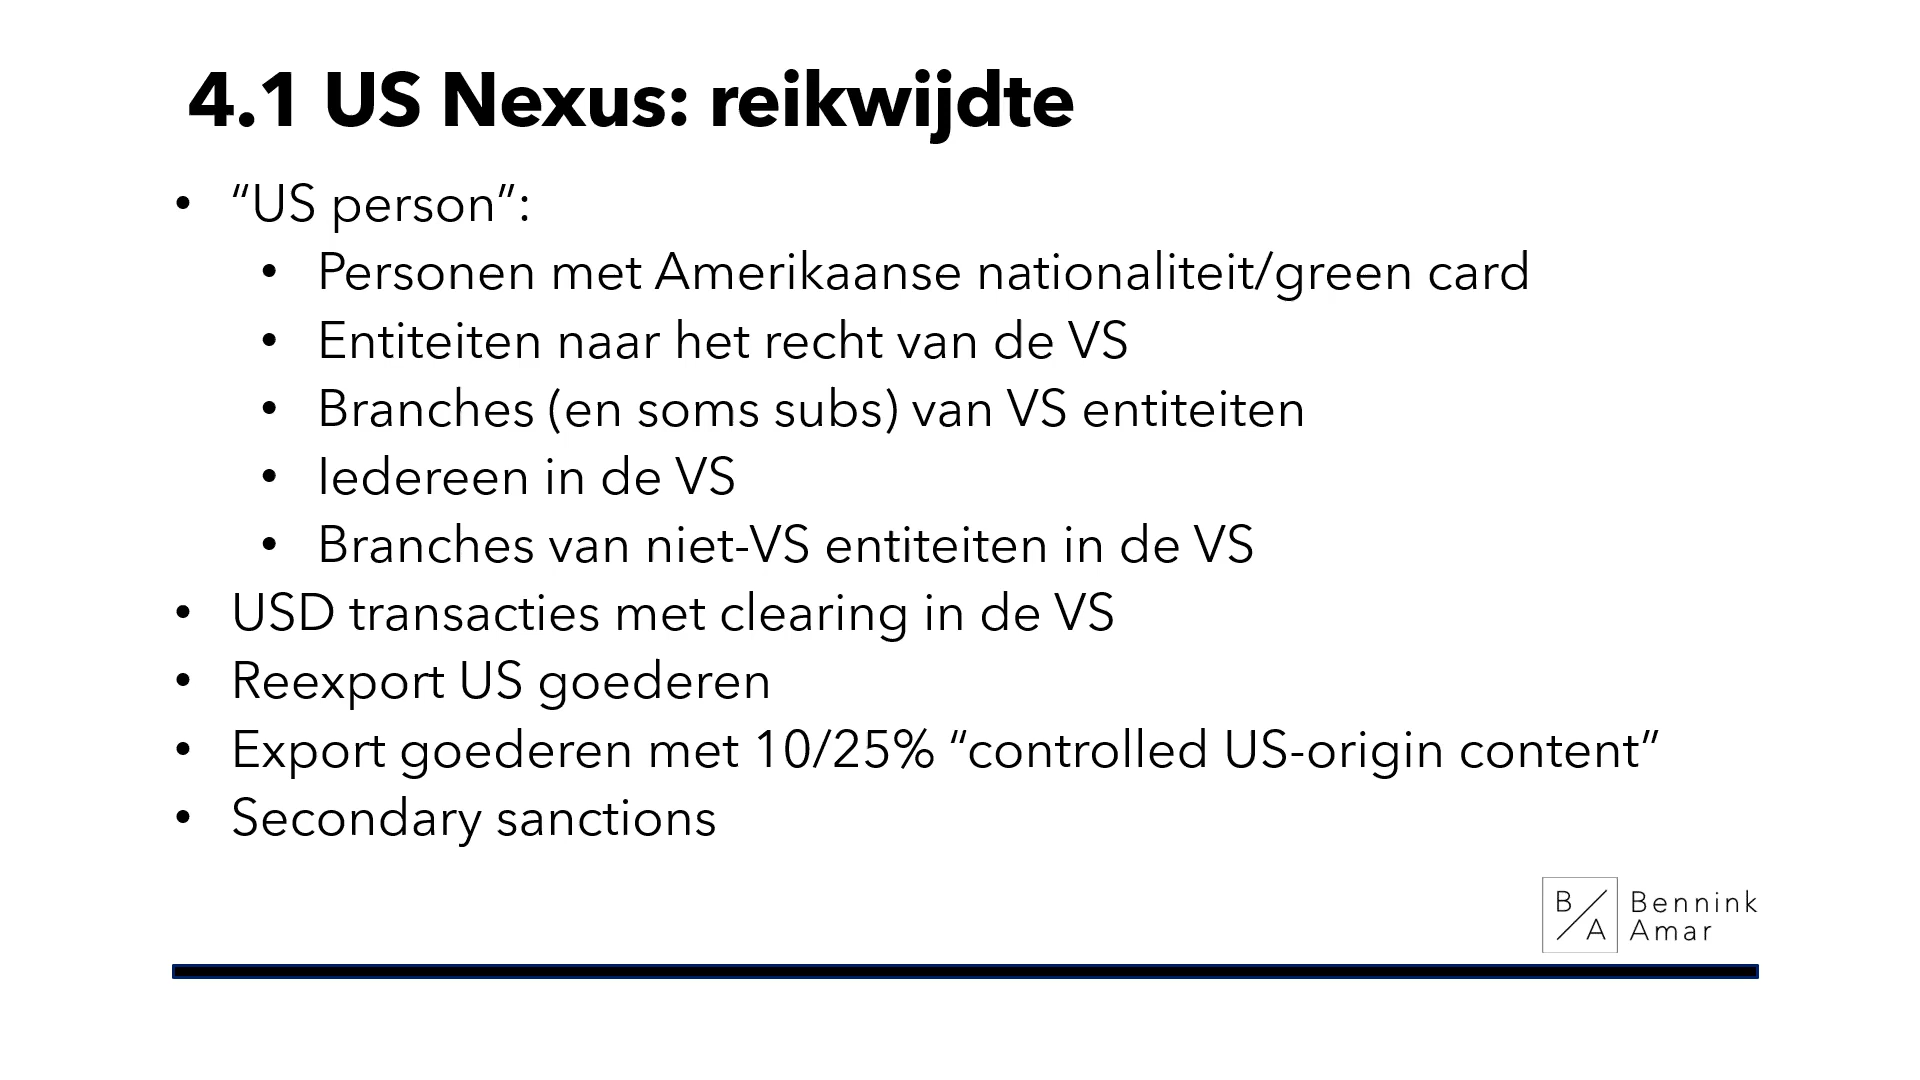 4.1 US Nexus: reikwijdte
• “US person”:
• Personen met Amerikaanse nationaliteit/green card
• Entiteiten naar het recht van de VS
• Branches (en soms subs) van VS entiteiten
• Iedereen in de VS
• Branches van niet-VS entiteiten in de VS
• USD transacties met clearing in de VS
• Reexport US goederen
• Export goederen met 10/25% “controlled US-origin content”
• Secondary sanctions
B/A Bennink
Amar